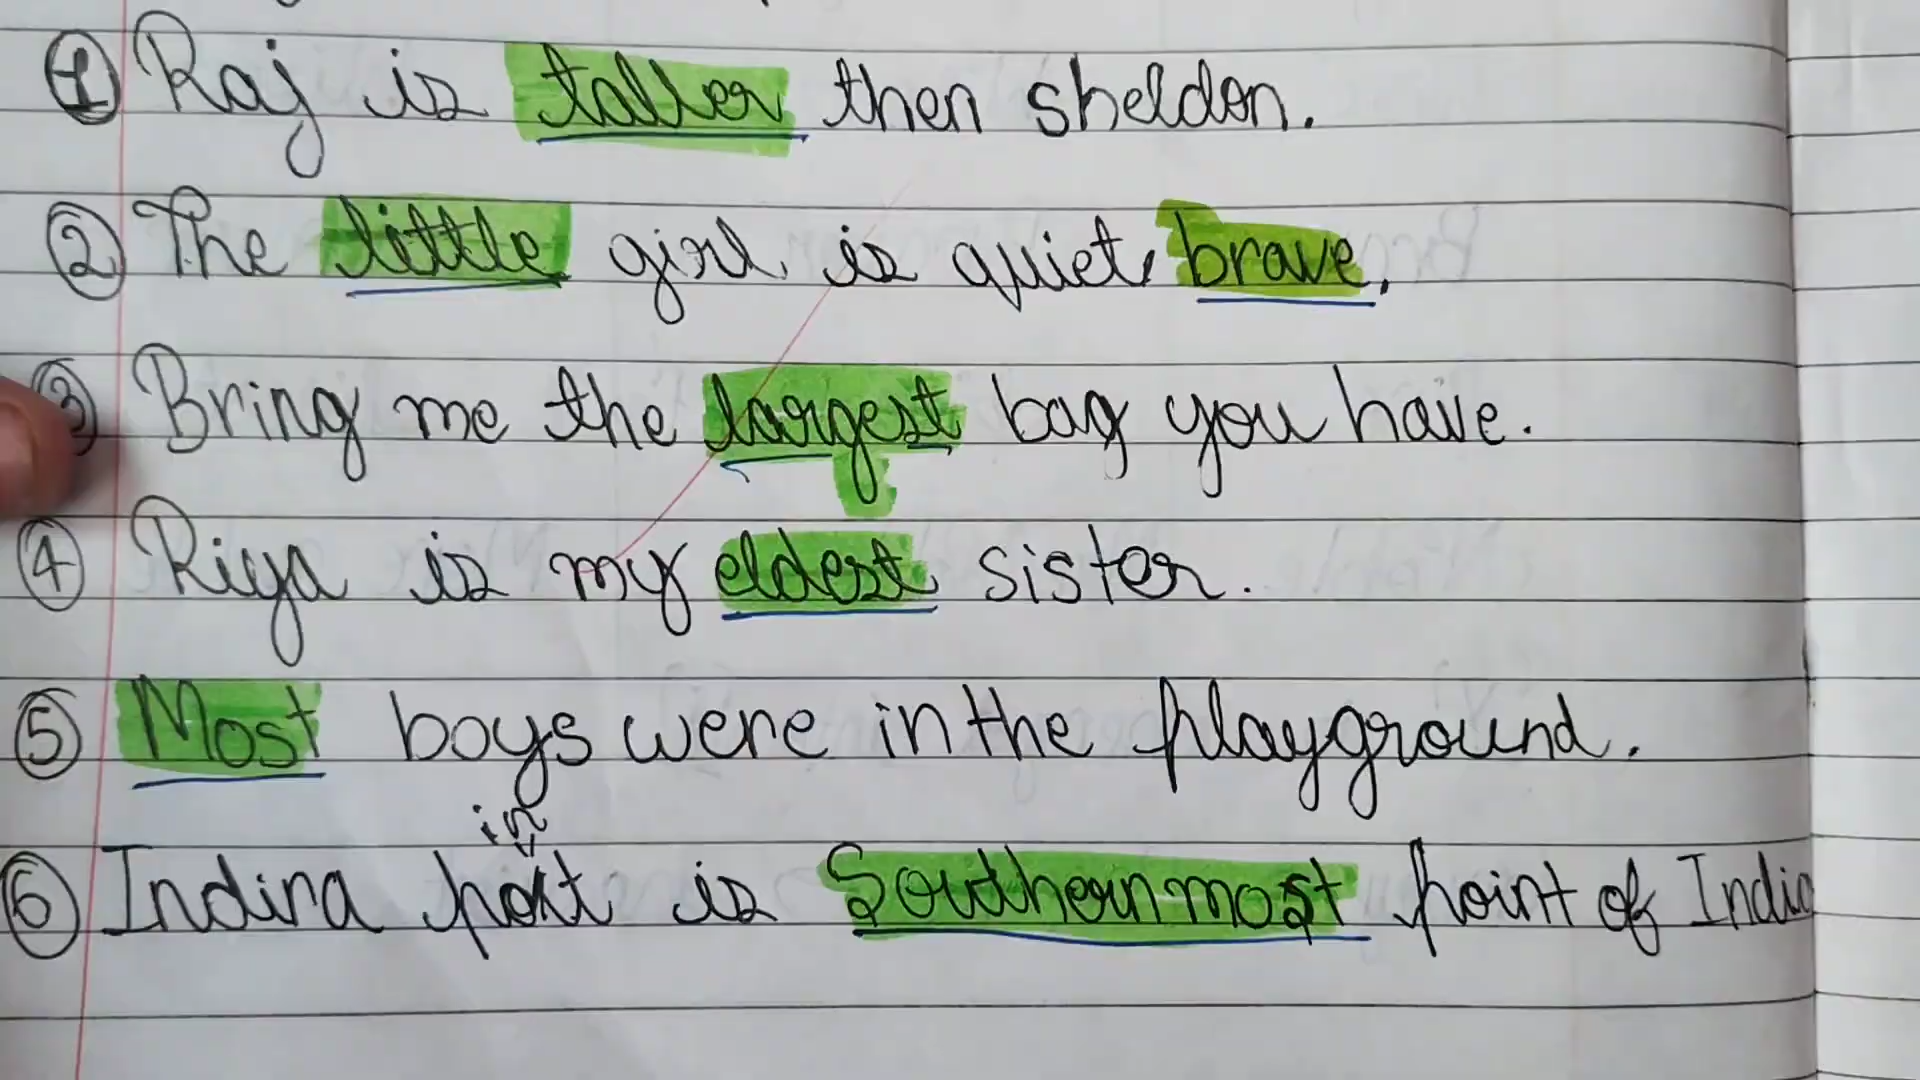 ① Raj is taller then sheldon.
② The little girl is quiet brave.
③ Bring me the largest bag you have.
④ Riya is my eldest sister.
⑤ Most boys were in the playground.
in
⑥ Indira point is Southernmost point of India